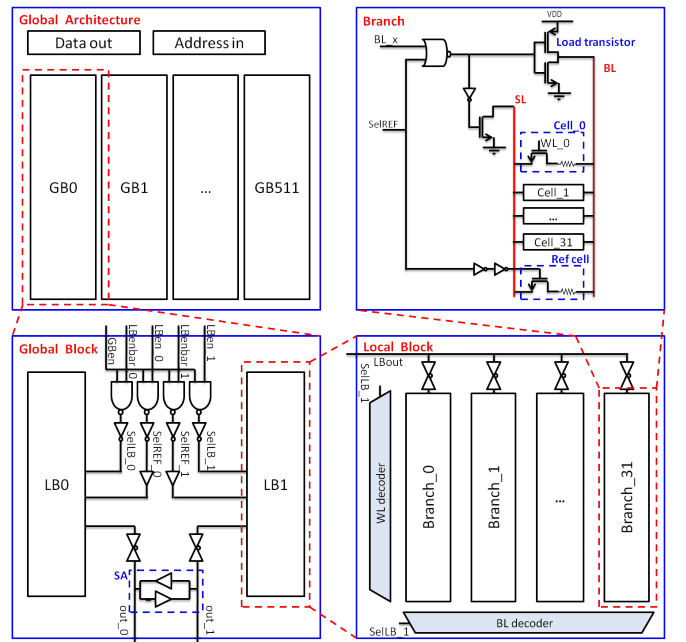 Global Architecture
Data out
Address in
GB0
GB1
...
GB511
Branch
VDD
BL_x
Load transistor
BL
SelREF
SL
Cell_0
WL_0
Cell_1
...
Cell_31
Ref cell
Global Block
GBen
LBenbar_0
LBen_0
LBenbar_1
LBen_1
SelLB_0
SelREF_0
SelREF_1
SelLB_1
LB0
LB1
SA
out_0
out_1
Local Block
LBout
SelLB_1
WL decoder
Branch_0
Branch_1
...
Branch_31
BL decoder
SelLB_1